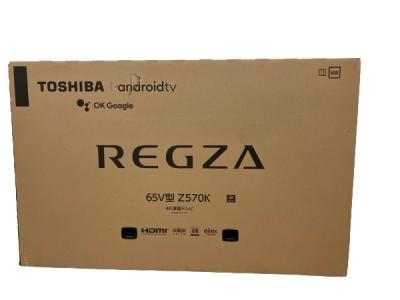 TOSHIBA androidtv
OK Google
REGZA
65V型 Z570K
4K液晶テレビ
HDMI